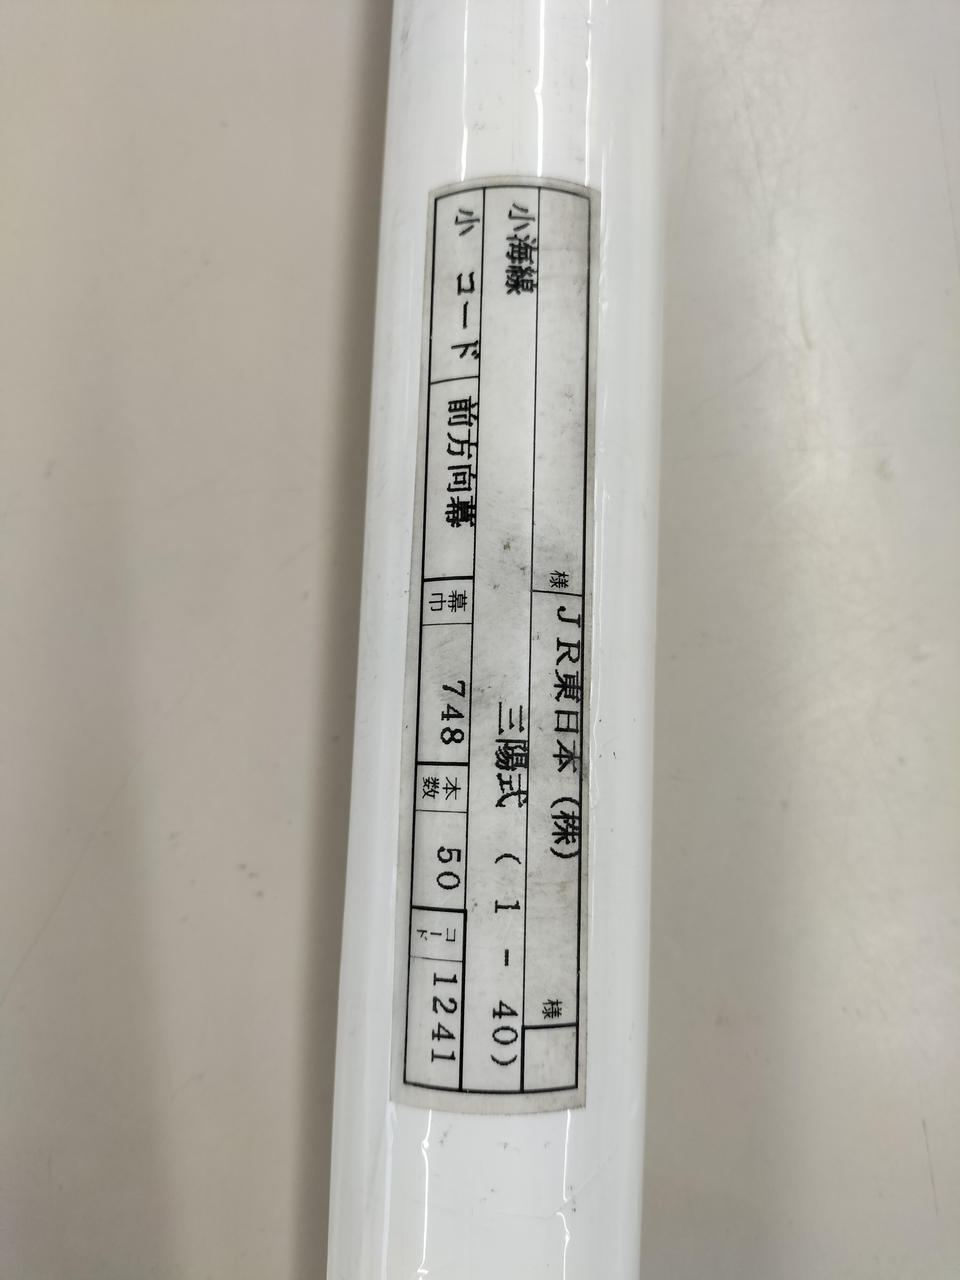 様 JR東日本(株) 様
小海線 三陽式 (1-40)
小 コード 前方向幕 幕巾 748 本数 50 コード 1241